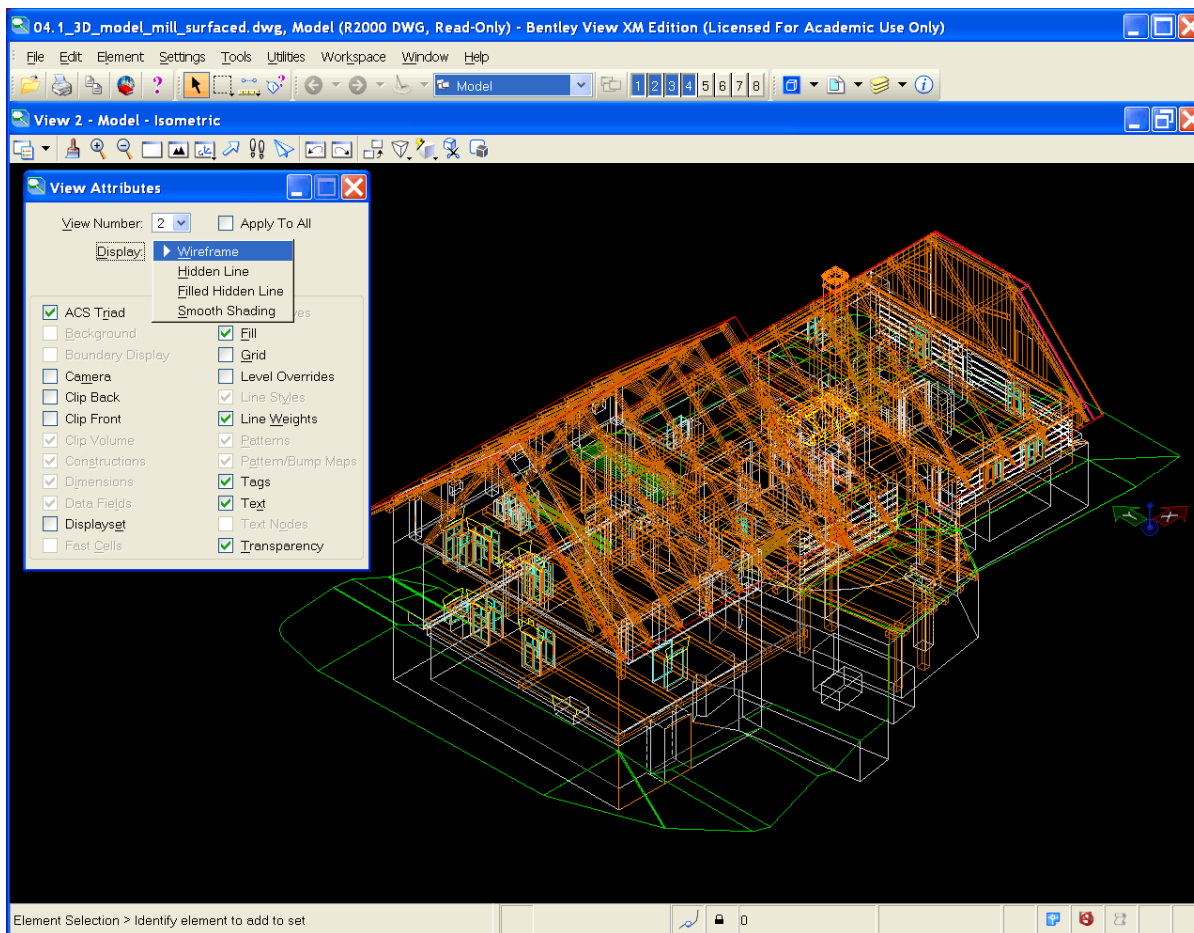 04.1_3D_model_mill_surfaced.dwg, Model (R2000 DWG, Read-Only) - Bentley View XM Edition (Licensed For Academic Use Only)
File Edit Element Settings Tools Utilities Workspace Window Help
Model 1 2 3 4 5 6 7 8
View 2 - Model - Isometric
View Attributes
View Number: 2 Apply To All
Display: Wireframe
Hidden Line
Filled Hidden Line
Smooth Shading
ACS Triad
Background Fill
Boundary Display Grid
Camera Level Overrides
Clip Back Line Styles
Clip Front Line Weights
Clip Volume Patterns
Constructions Pattern/Bump Maps
Dimensions Tags
Data Fields Text
Displayset Text Nodes
Fast Cells Transparency
Element Selection > Identify element to add to set 0